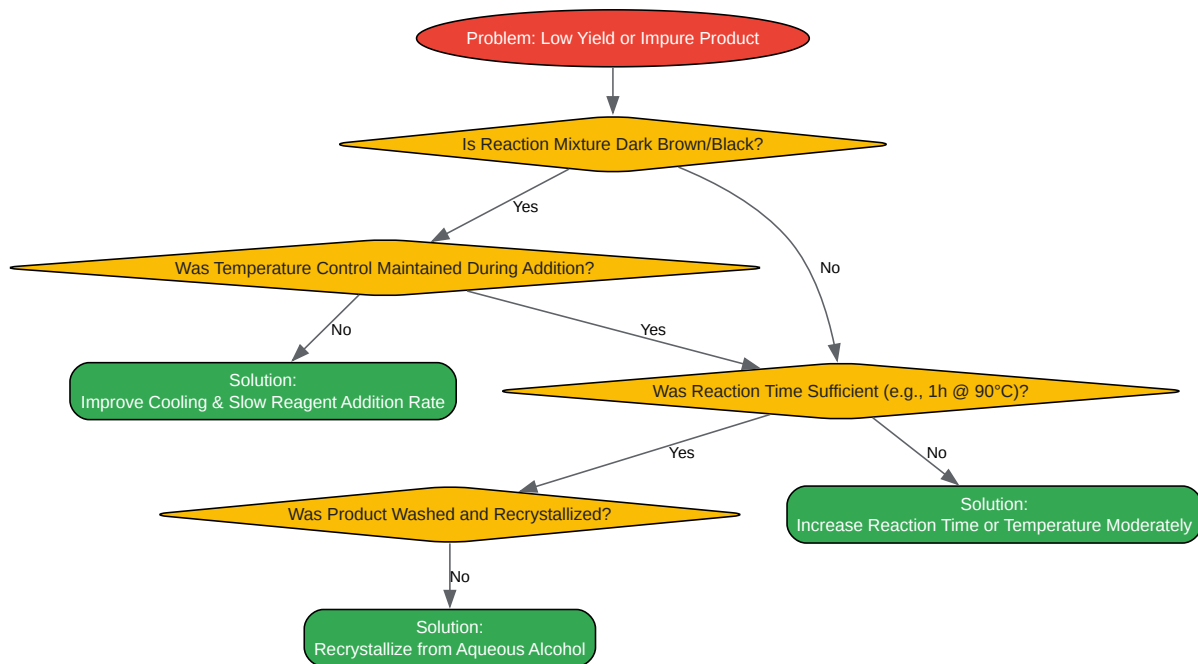 Problem: Low Yield or Impure Product
Is Reaction Mixture Dark Brown/Black?
Yes
Was Temperature Control Maintained During Addition?
No
No
Yes
Solution:
Improve Cooling & Slow Reagent Addition Rate
Was Reaction Time Sufficient (e.g., 1h @ 90°C)?
Yes
No
Was Product Washed and Recrystallized?
Solution:
Increase Reaction Time or Temperature Moderately
No
Solution:
Recrystallize from Aqueous Alcohol